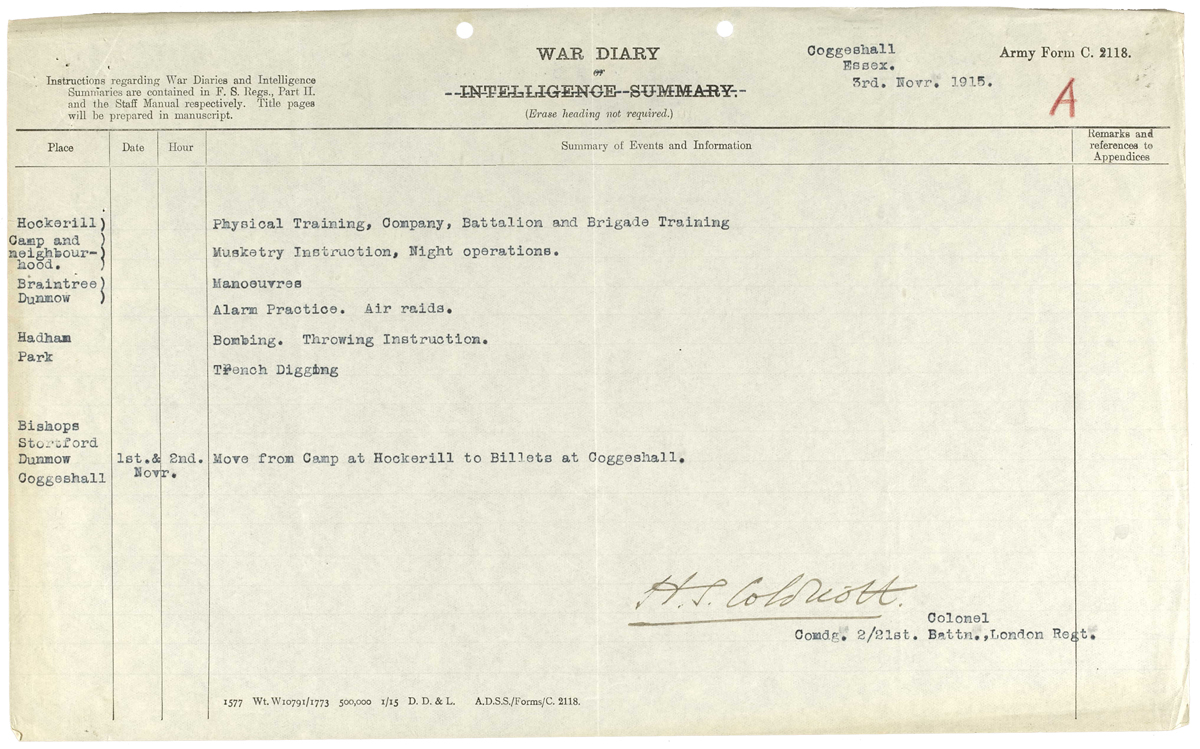 WAR DIARY
or
INTELLIGENCE SUMMARY.
(Erase heading not required.)
Instructions regarding War Diaries and Intelligence
Summaries are contained in F. S. Regs., Part II.
and the Staff Manual respectively. Title pages
will be prepared in manuscript.
Coggeshall
Essex.
3rd. Novr. 1915.
Army Form C. 2118.
A
Place Date Hour Summary of Events and Information Remarks and references to Appendices
Hockerill) Physical Training, Company, Battalion and Brigade Training
Camp and )
neighbour-) Musketry Instruction, Night operations.
hood. )
Braintree) Manoeuvres
Dunmow )
Alarm Practice. Air raids.
Hadham Bombing. Throwing Instruction.
Park
Trench Digging
Bishops
Stortford
Dunmow 1st.& 2nd. Move from Camp at Hockerill to Billets at Coggeshall.
Coggeshall Novr.
H.S. Coldicott.
Colonel
Comdg. 2/21st. Battn.,London Regt.
1577 Wt. W10791/1773 500,000 1/15 D. D. & L. A.D.S.S./Forms/C. 2118.